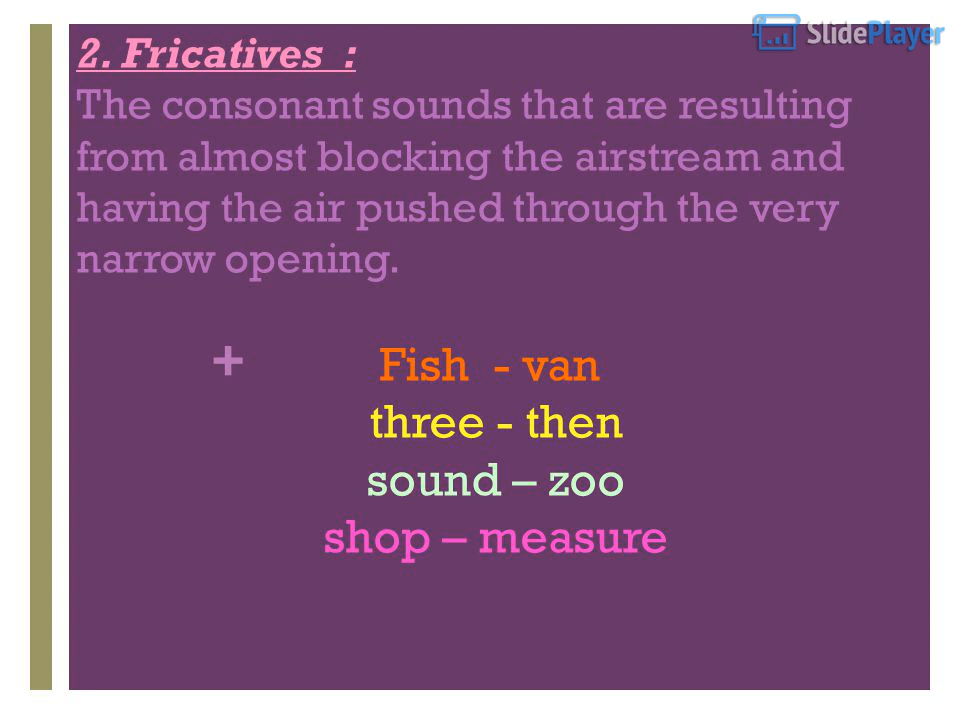 SlidePlayer
2. Fricatives :
The consonant sounds that are resulting
from almost blocking the airstream and
having the air pushed through the very
narrow opening.
+ Fish - van
three - then
sound – zoo
shop – measure